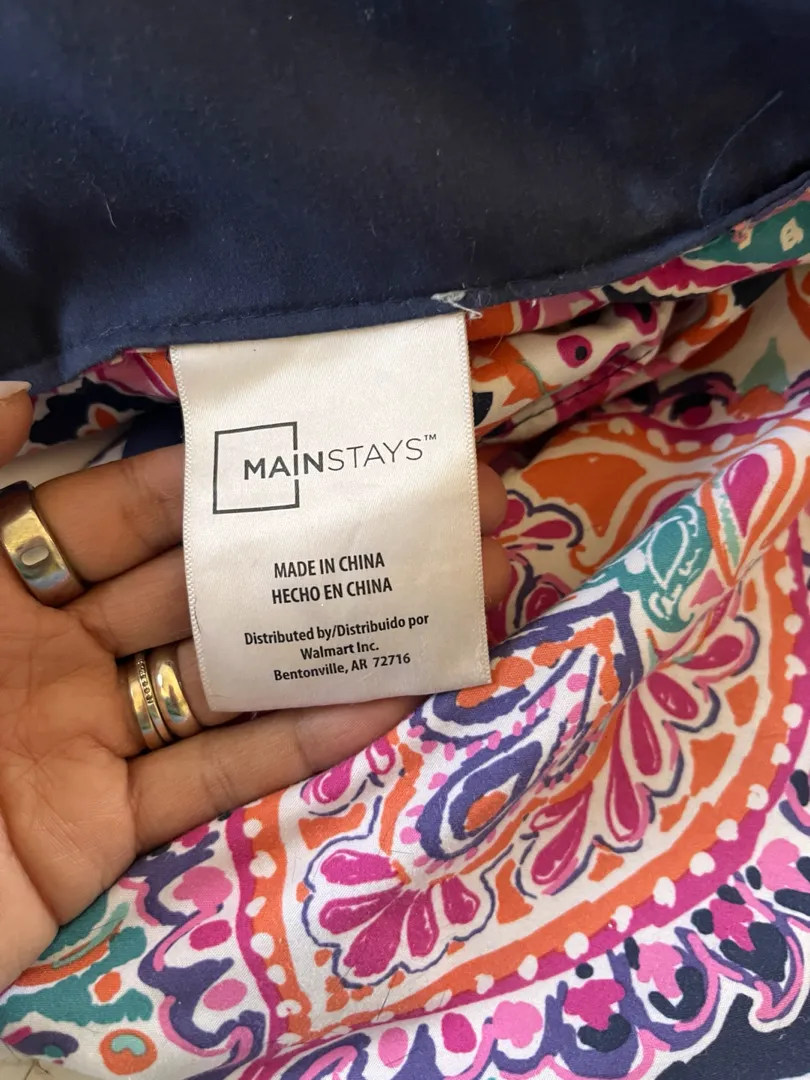 MAINSTAYS™
MADE IN CHINA
HECHO EN CHINA
Distributed by/Distribuido por
Walmart Inc.
Bentonville, AR 72716